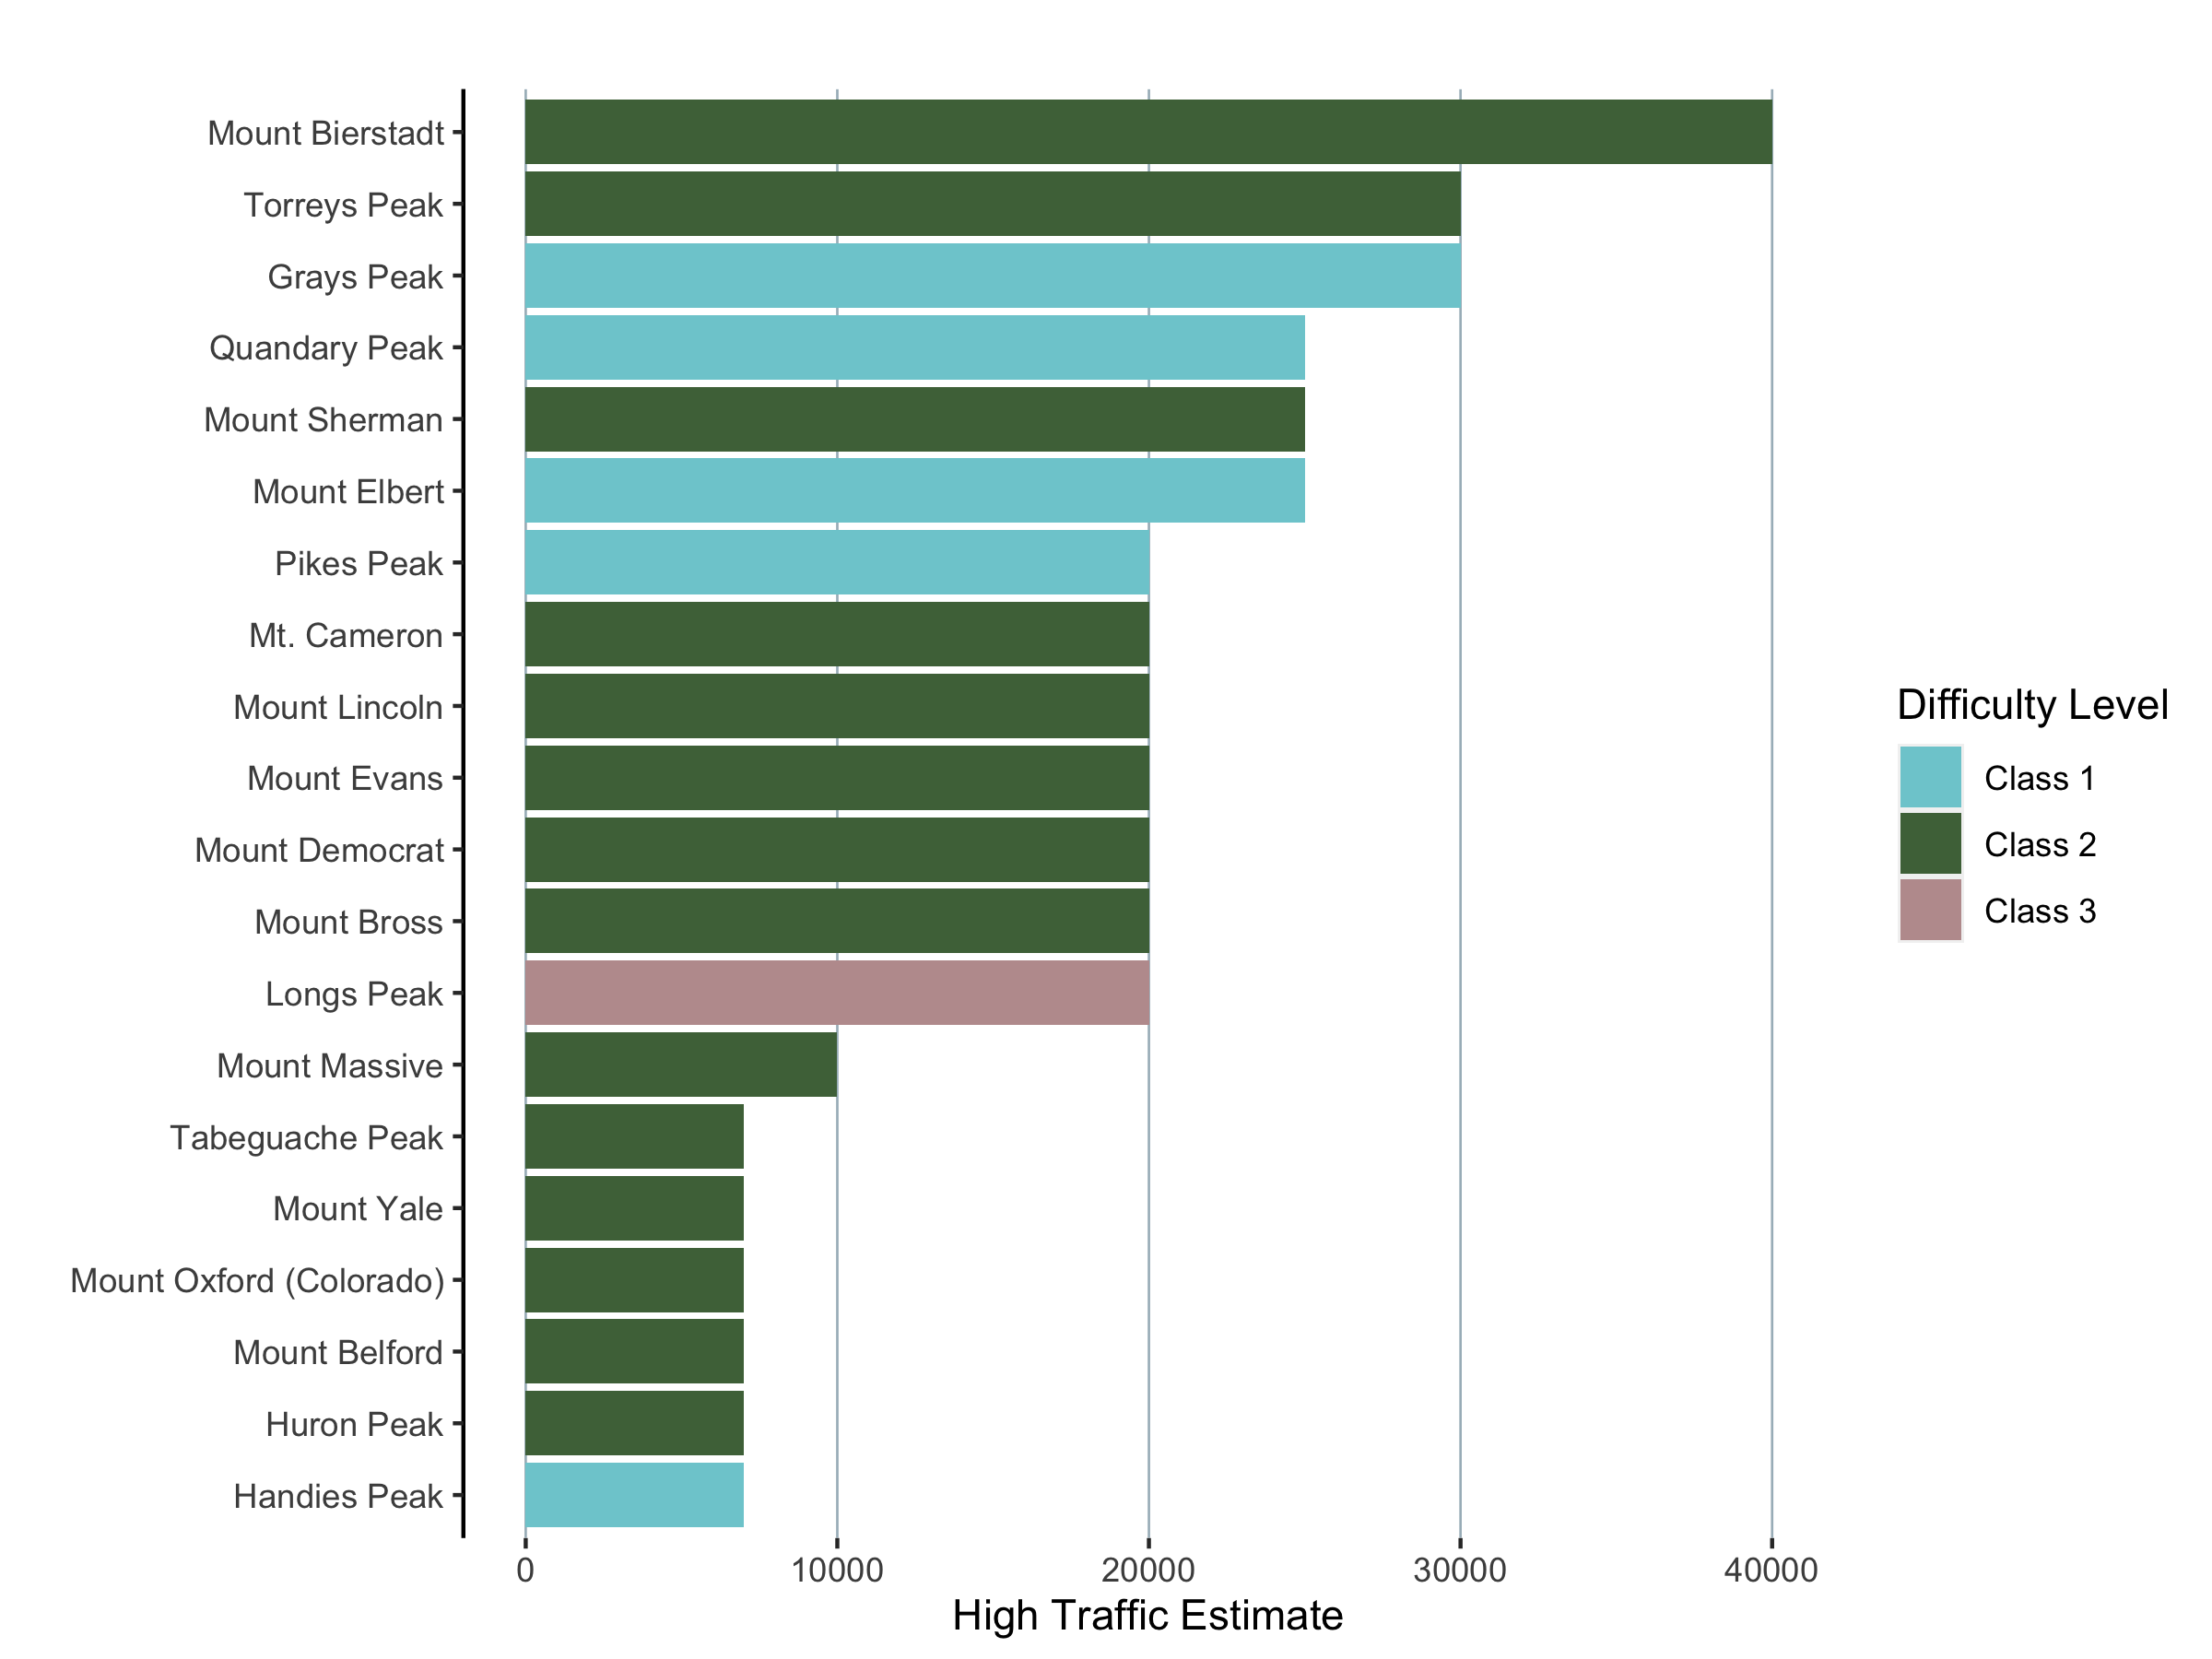 Mount Bierstadt
Torreys Peak
Grays Peak
Quandary Peak
Mount Sherman
Mount Elbert
Pikes Peak
Mt. Cameron
Mount Lincoln
Mount Evans
Mount Democrat
Mount Bross
Longs Peak
Mount Massive
Tabeguache Peak
Mount Yale
Mount Oxford (Colorado)
Mount Belford
Huron Peak
Handies Peak
0 10000 20000 30000 40000
High Traffic Estimate
Difficulty Level
Class 1
Class 2
Class 3